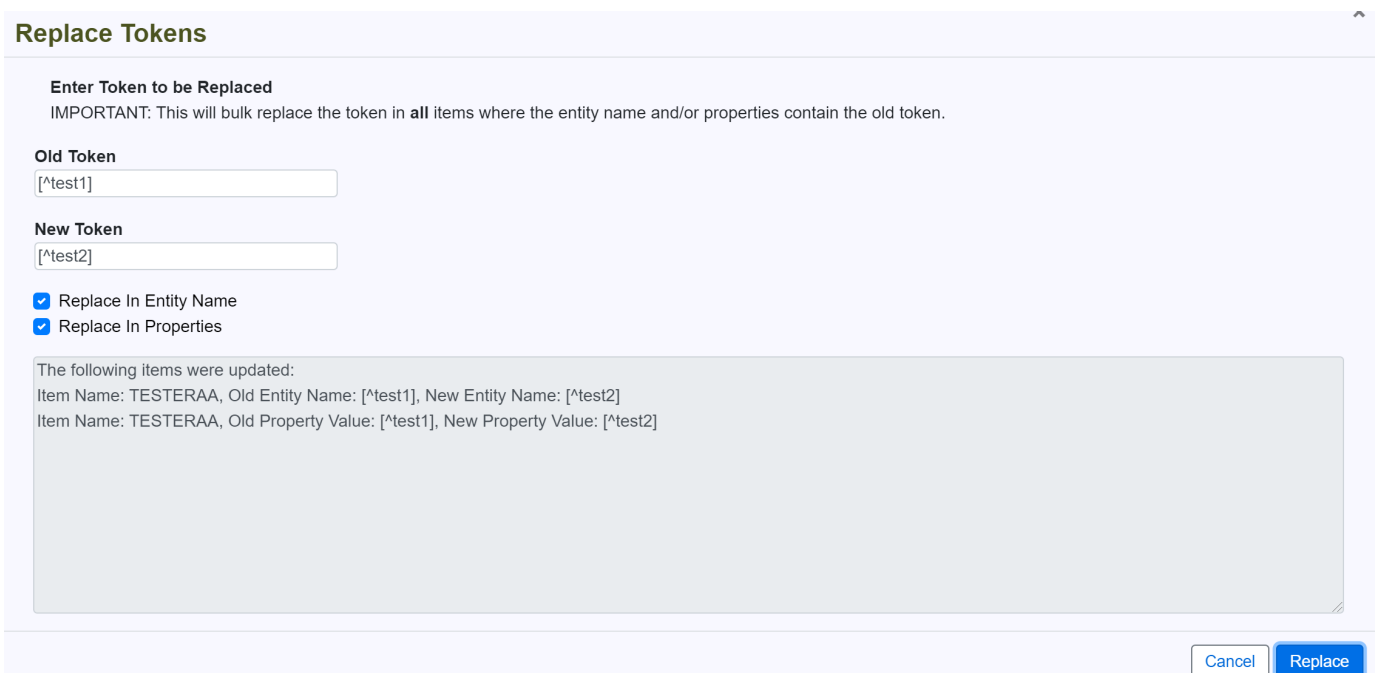 Replace Tokens
Enter Token to be Replaced
IMPORTANT: This will bulk replace the token in all items where the entity name and/or properties contain the old token.
Old Token
[^test1]
New Token
[^test2]
Replace In Entity Name
Replace In Properties
The following items were updated:
Item Name: TESTERAA, Old Entity Name: [^test1], New Entity Name: [^test2]
Item Name: TESTERAA, Old Property Value: [^test1], New Property Value: [^test2]
Cancel Replace